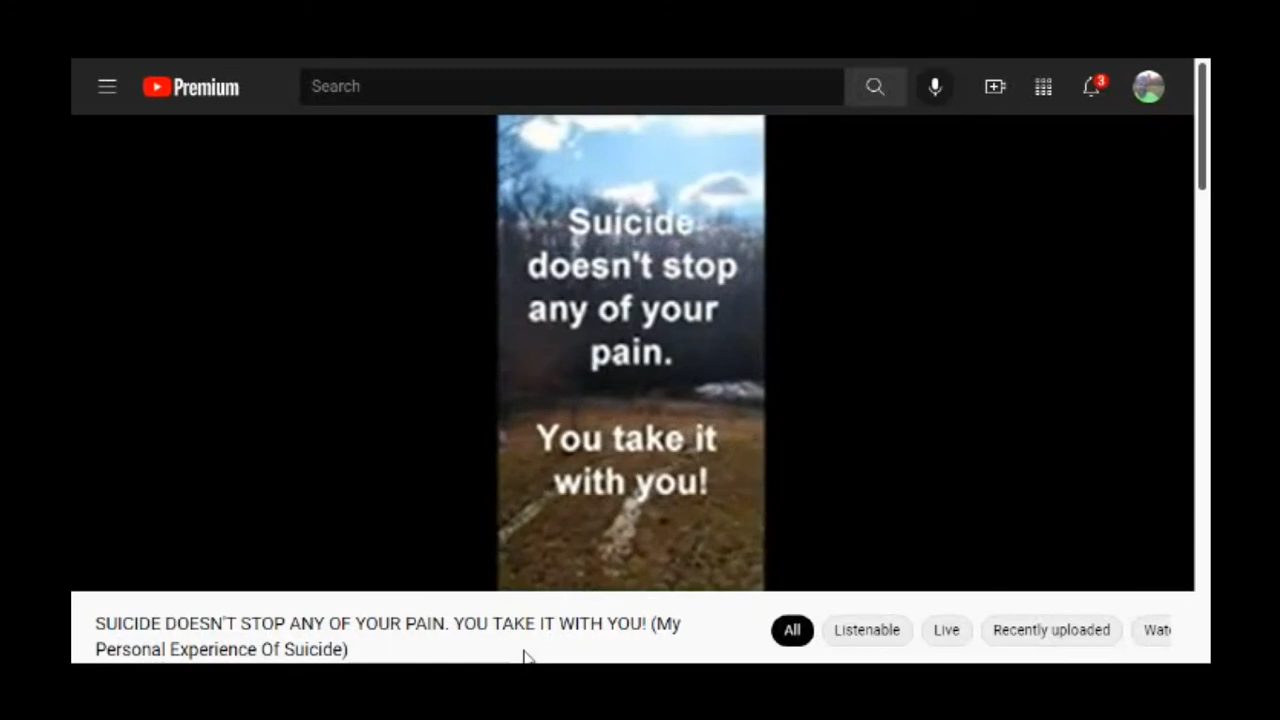 Premium
Search
3
Suicide
doesn't stop
any of your
pain.
You take it
with you!
SUICIDE DOESN'T STOP ANY OF YOUR PAIN. YOU TAKE IT WITH YOU! (My
Personal Experience Of Suicide)
All Listenable Live Recently uploaded